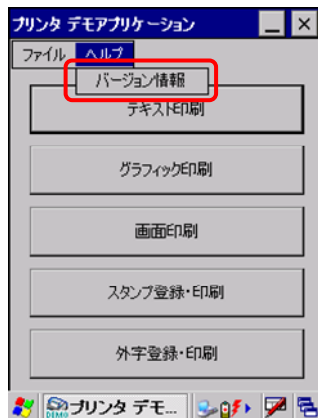 プリンタ デモアプリケーション
ファイル ヘルプ
バージョン情報
テキスト印刷
グラフィック印刷
画面印刷
スタンプ登録・印刷
外字登録・印刷
DEMO プリンタ デモ...